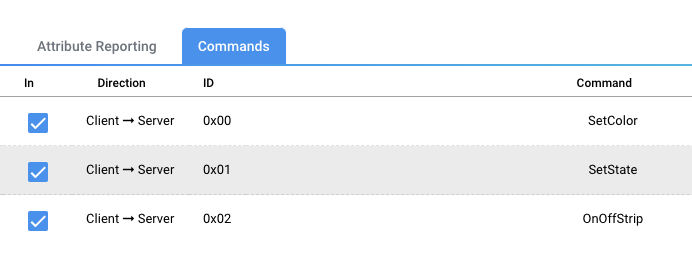 Attribute Reporting Commands
In Direction ID Command
Client → Server 0x00 SetColor
Client → Server 0x01 SetState
Client → Server 0x02 OnOffStrip